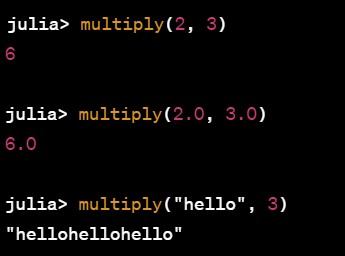 julia> multiply(2, 3)
6
julia> multiply(2.0, 3.0)
6.0
julia> multiply("hello", 3)
"hellohellohello"